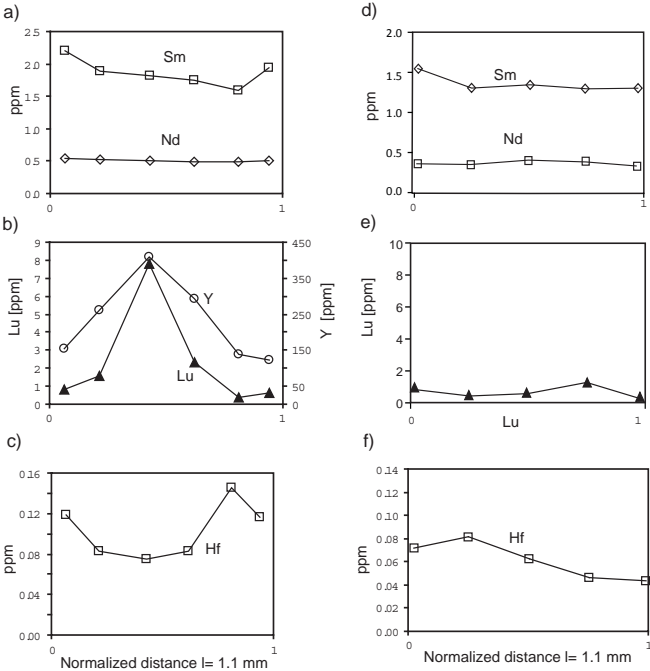 a)
2.5
2.0
1.5
1.0
0.5
0.0
ppm
Sm
Nd
0
1
d)
2.0
1.5
1.0
0.5
0.0
ppm
Sm
Nd
0
1
b)
9
8
7
6
5
4
3
2
1
0
Lu [ppm]
450
350
250
150
50
0
Y [ppm]
Y
Lu
0
1
e)
10
8
6
4
2
0
Lu [ppm]
0
Lu
1
c)
0.16
0.12
0.08
0.04
0.00
ppm
Hf
0
1
Normalized distance l= 1.1 mm
f)
0.14
0.12
0.10
0.08
0.06
0.04
0.02
0.00
ppm
Hf
0
1
Normalized distance l= 1.1 mm